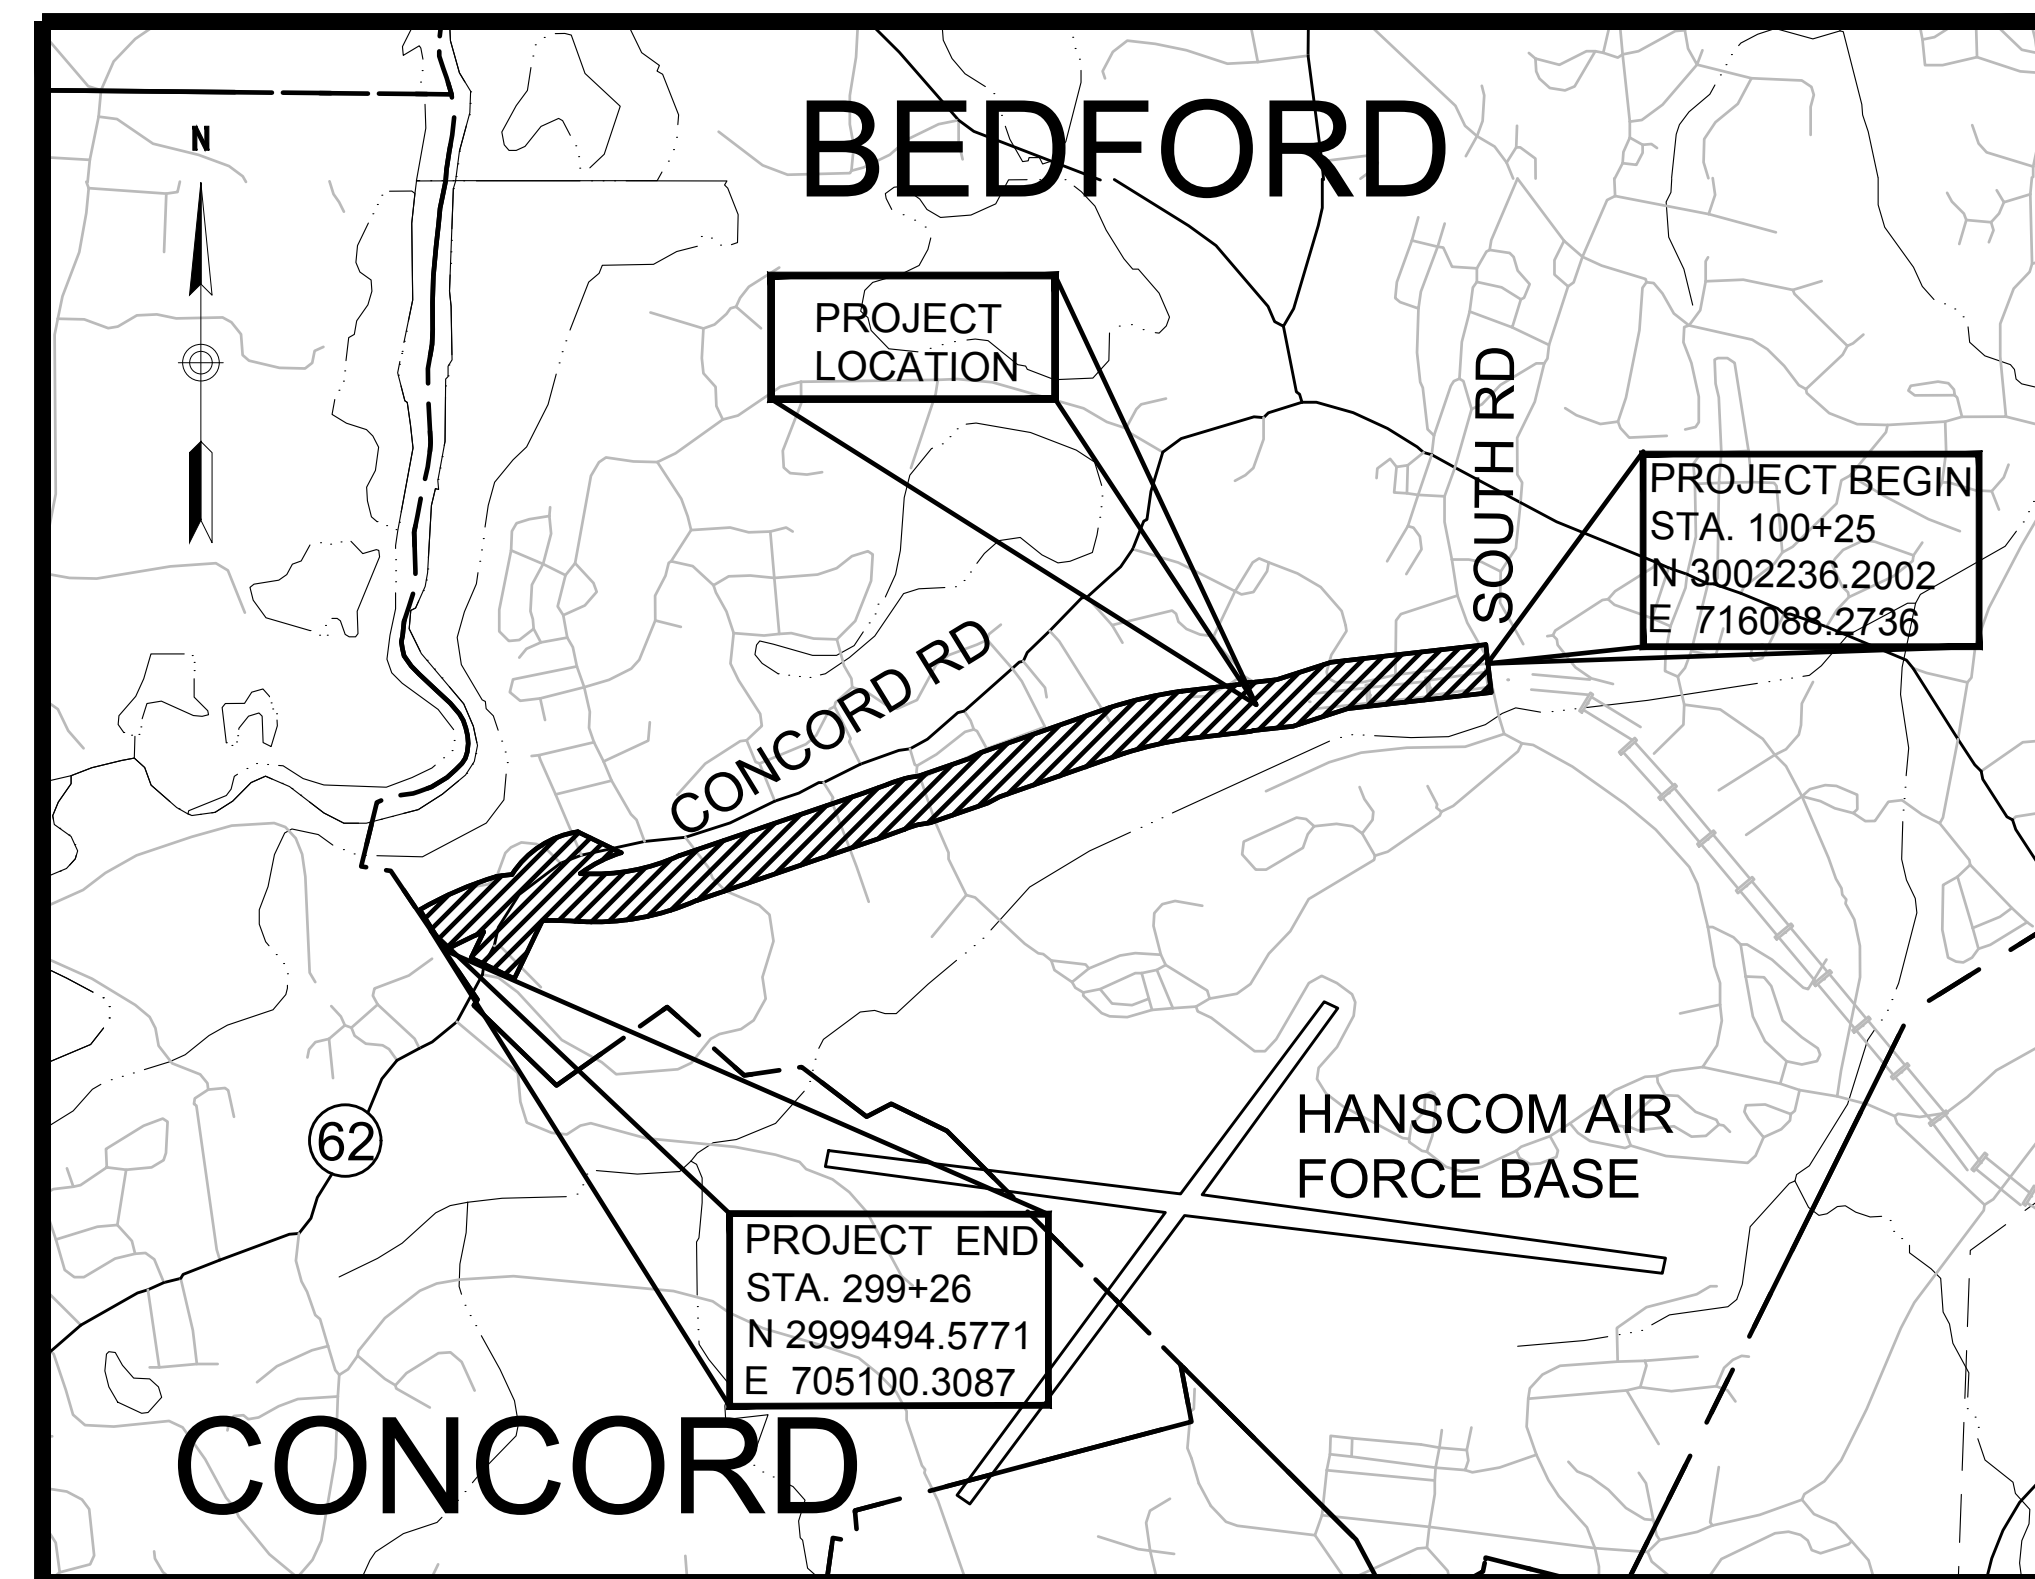 BEDFORD
N
PROJECT
LOCATION
SOUTH RD
PROJECT BEGIN
STA. 100+25
N 3002236.2002
E 716088.2736
CONCORD RD
HANSCOM AIR
FORCE BASE
62
PROJECT END
STA. 299+26
N 2999494.5771
E 705100.3087
CONCORD